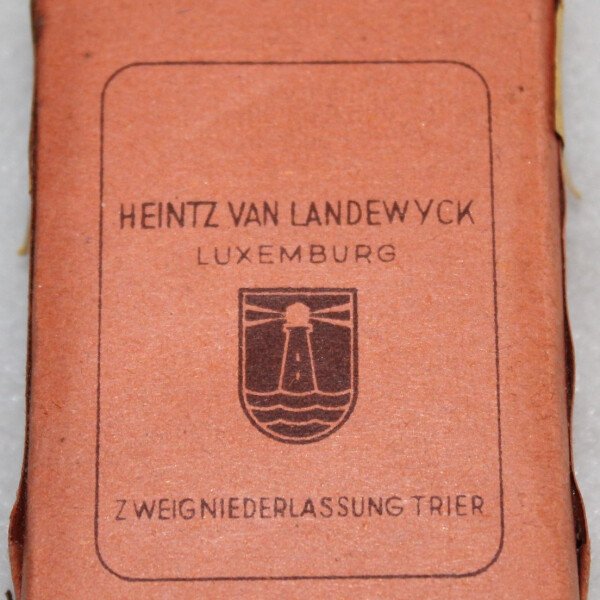 HEINTZ VAN LANDEWYCK
LUXEMBURG
ZWEIGNIEDERLASSUNG TRIER